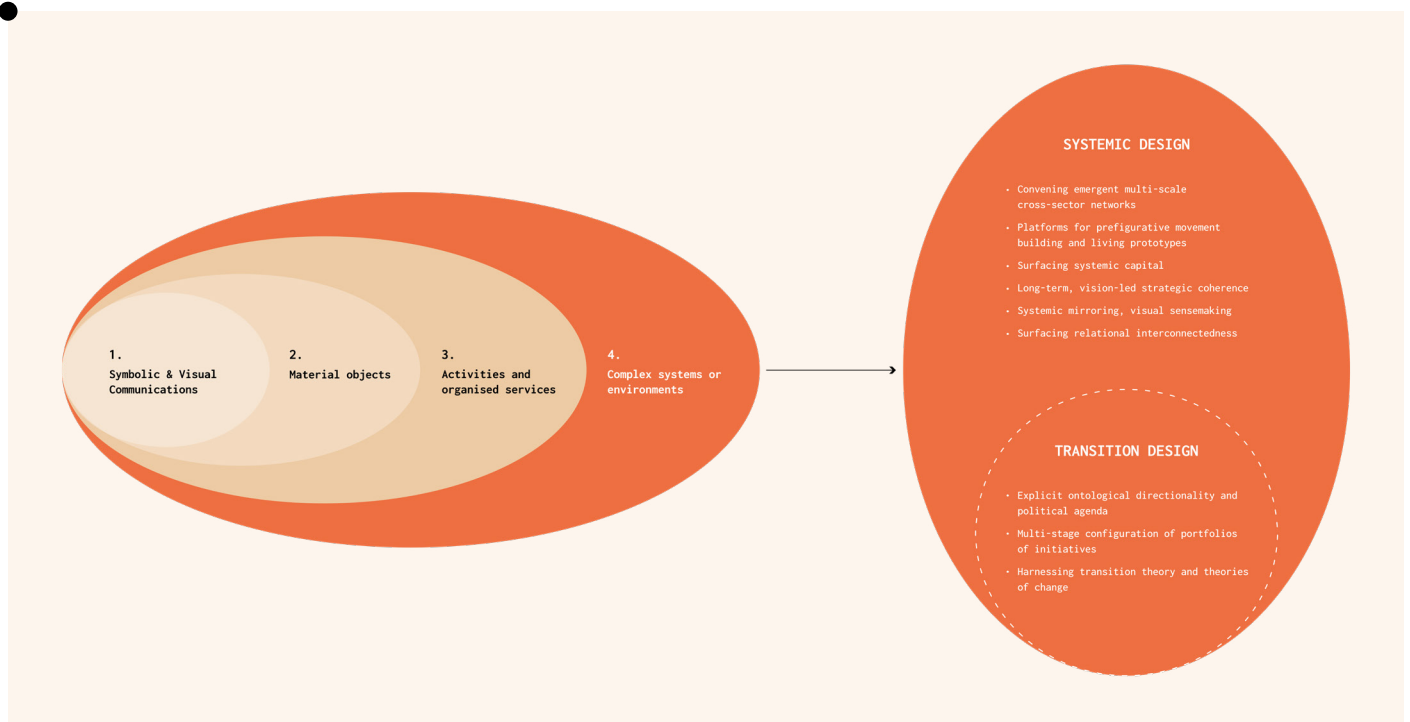 1.
Symbolic & Visual
Communications
2.
Material objects
3.
Activities and
organised services
4.
Complex systems or
environments
SYSTEMIC DESIGN
• Convening emergent multi-scale
cross-sector networks
• Platforms for prefigurative movement
building and living prototypes
• Surfacing systemic capital
• Long-term, vision-led strategic coherence
• Systemic mirroring, visual sensemaking
• Surfacing relational interconnectedness
TRANSITION DESIGN
• Explicit ontological directionality and
political agenda
• Multi-stage configuration of portfolios
of initiatives
• Harnessing transition theory and theories
of change